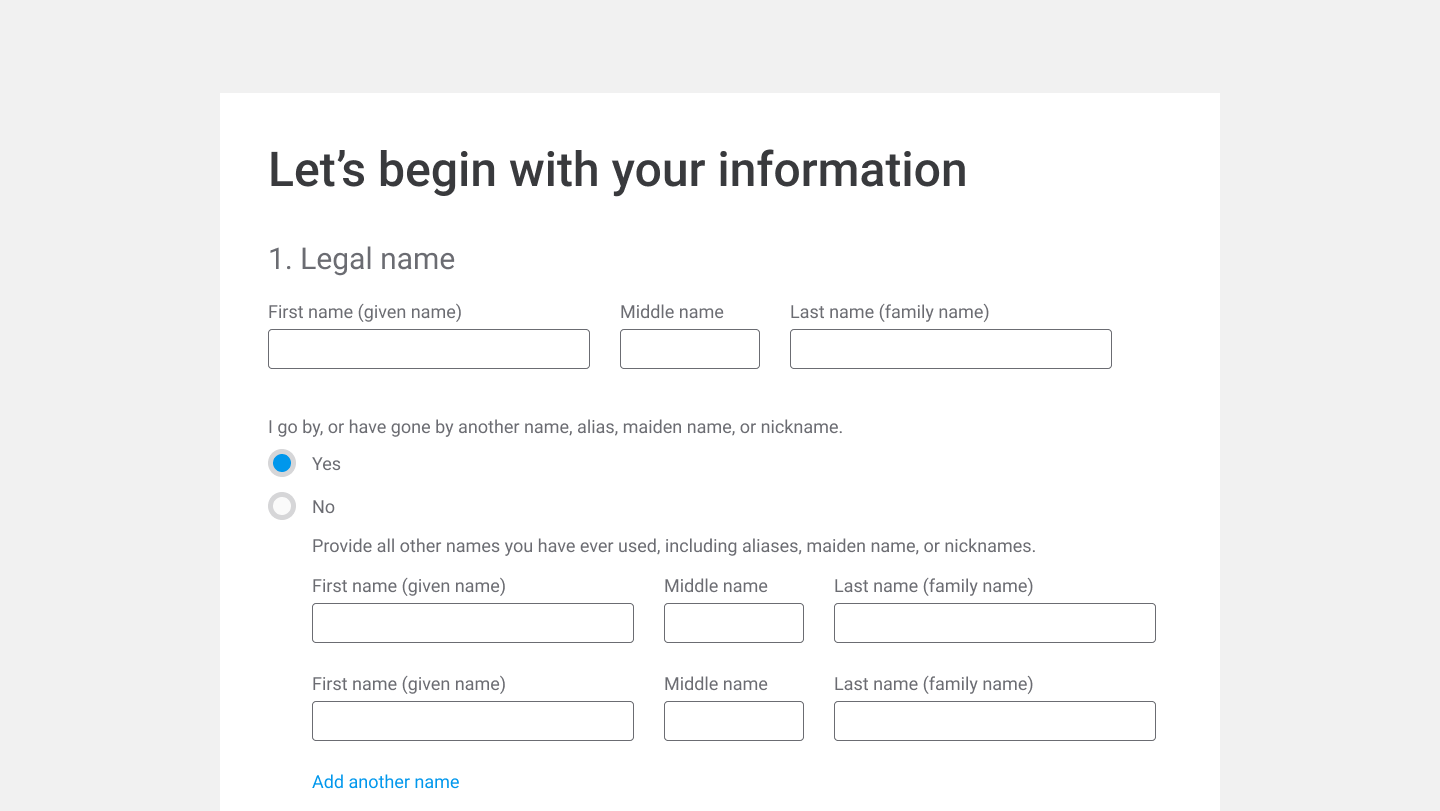 Let’s begin with your information
1. Legal name
First name (given name) Middle name Last name (family name)
I go by, or have gone by another name, alias, maiden name, or nickname.
Yes
No
Provide all other names you have ever used, including aliases, maiden name, or nicknames.
First name (given name) Middle name Last name (family name)
First name (given name) Middle name Last name (family name)
Add another name